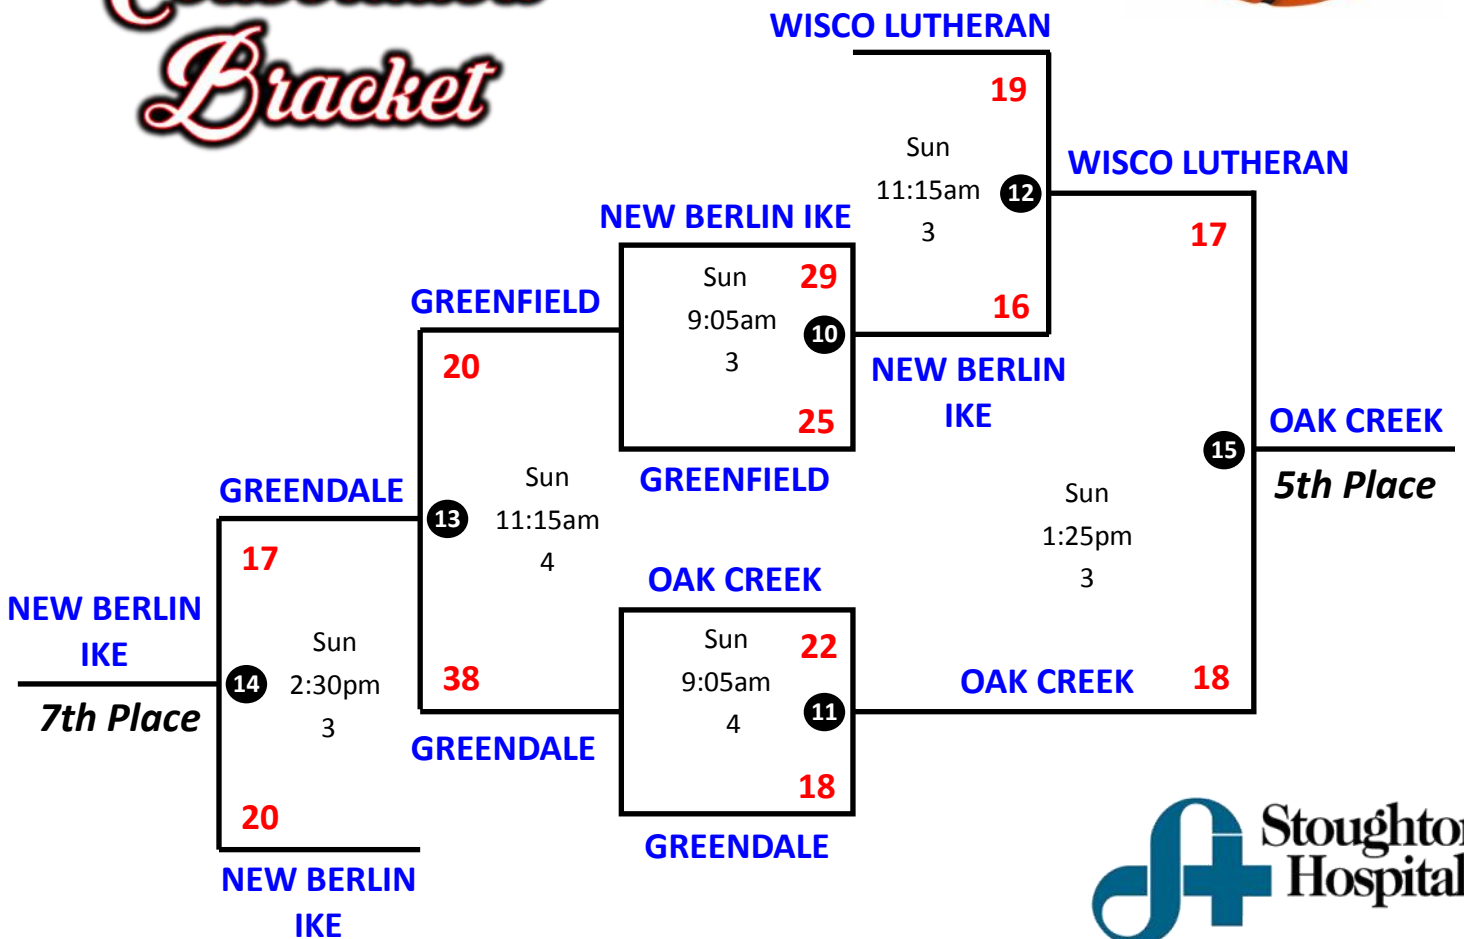 Bracket
WISCO LUTHERAN
19
Sun
11:15am
3
12
16
WISCO LUTHERAN
17
NEW BERLIN IKE
Sun
9:05am
3
29
10
25
GREENFIELD
NEW BERLIN
IKE
GREENFIELD
20
Sun
11:15am
4
13
38
GREENDALE
OAK CREEK
Sun
9:05am
4
22
11
18
GREENDALE
OAK CREEK
18
Sun
1:25pm
3
15
OAK CREEK
5th Place
GREENDALE
17
Sun
2:30pm
3
14
20
NEW BERLIN
IKE
NEW BERLIN
IKE
7th Place
Stoughton
Hospital